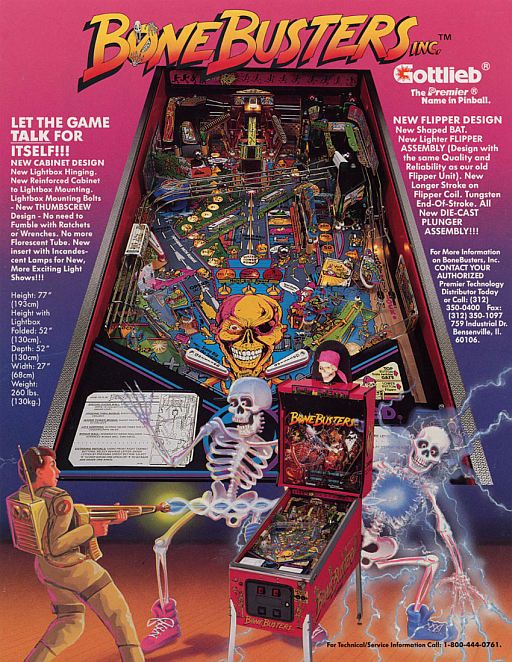 BONEBUSTERS INC.™
Gottlieb®
The Premier®
Name in Pinball.
LET THE GAME
TALK FOR
ITSELF!!!
NEW CABINET DESIGN
New Lightbox Hinging.
New Reinforced Cabinet
to Lightbox Mounting.
Lightbox Mounting Bolts
- New THUMBSCREW
Design - No need to
Fumble with Ratchets
or Wrenches. No more
Florescent Tube. New
insert with Incandes-
cent Lamps for New,
More Exciting Light
Shows!!!
Height: 77"
(193cm)
Height with
Lightbox
Folded: 52"
(130cm).
Depth: 52"
(130cm)
Width: 27"
(68cm)
Weight:
260 lbs.
(130kg.)
NEW FLIPPER DESIGN
New Shaped BAT.
New Lighter FLIPPER
ASSEMBLY (Design with
the same Quality and
Reliability as our old
Flipper Unit). New
Longer Stroke on
Flipper Coil. Tungsten
End-Of-Stroke. All
New DIE-CAST
PLUNGER
ASSEMBLY!!!
For More Information
on BoneBusters, Inc.
CONTACT YOUR
AUTHORIZED
Premier Technology
Distributor Today
or Call: (312)
350-0400 Fax:
(312) 350-1097
759 Industrial Dr.
Bensenville, Il.
60106.
BONEBUSTERS
BONEBUSTERS
BONEBUSTERS
For Technical/Service Information Call: 1-800-444-0761.